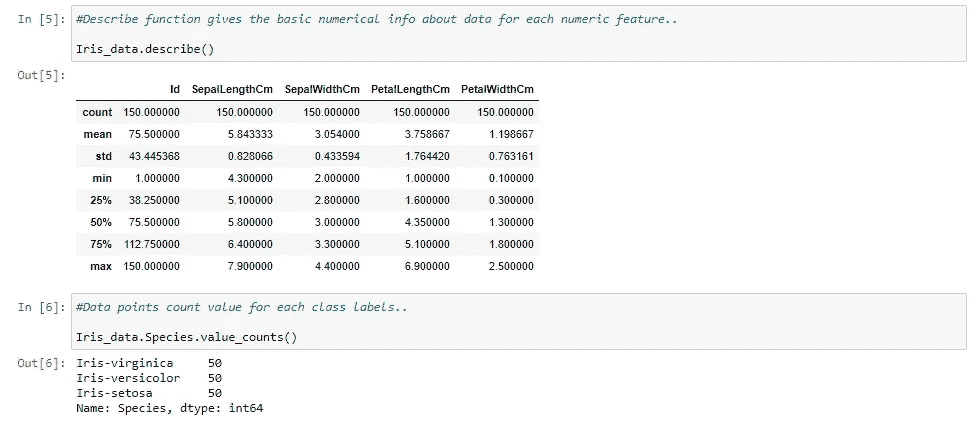 In [5]: #Describe function gives the basic numerical info about data for each numeric feature..
Iris_data.describe()
Out[5]:
Id SepalLengthCm SepalWidthCm PetalLengthCm PetalWidthCm
count 150.000000 150.000000 150.000000 150.000000 150.000000
mean 75.500000 5.843333 3.054000 3.758667 1.198667
std 43.445368 0.828066 0.433594 1.764420 0.763161
min 1.000000 4.300000 2.000000 1.000000 0.100000
25% 38.250000 5.100000 2.800000 1.600000 0.300000
50% 75.500000 5.800000 3.000000 4.350000 1.300000
75% 112.750000 6.400000 3.300000 5.100000 1.800000
max 150.000000 7.900000 4.400000 6.900000 2.500000
In [6]: #Data points count value for each class labels..
Iris_data.Species.value_counts()
Out[6]: Iris-virginica 50
Iris-versicolor 50
Iris-setosa 50
Name: Species, dtype: int64